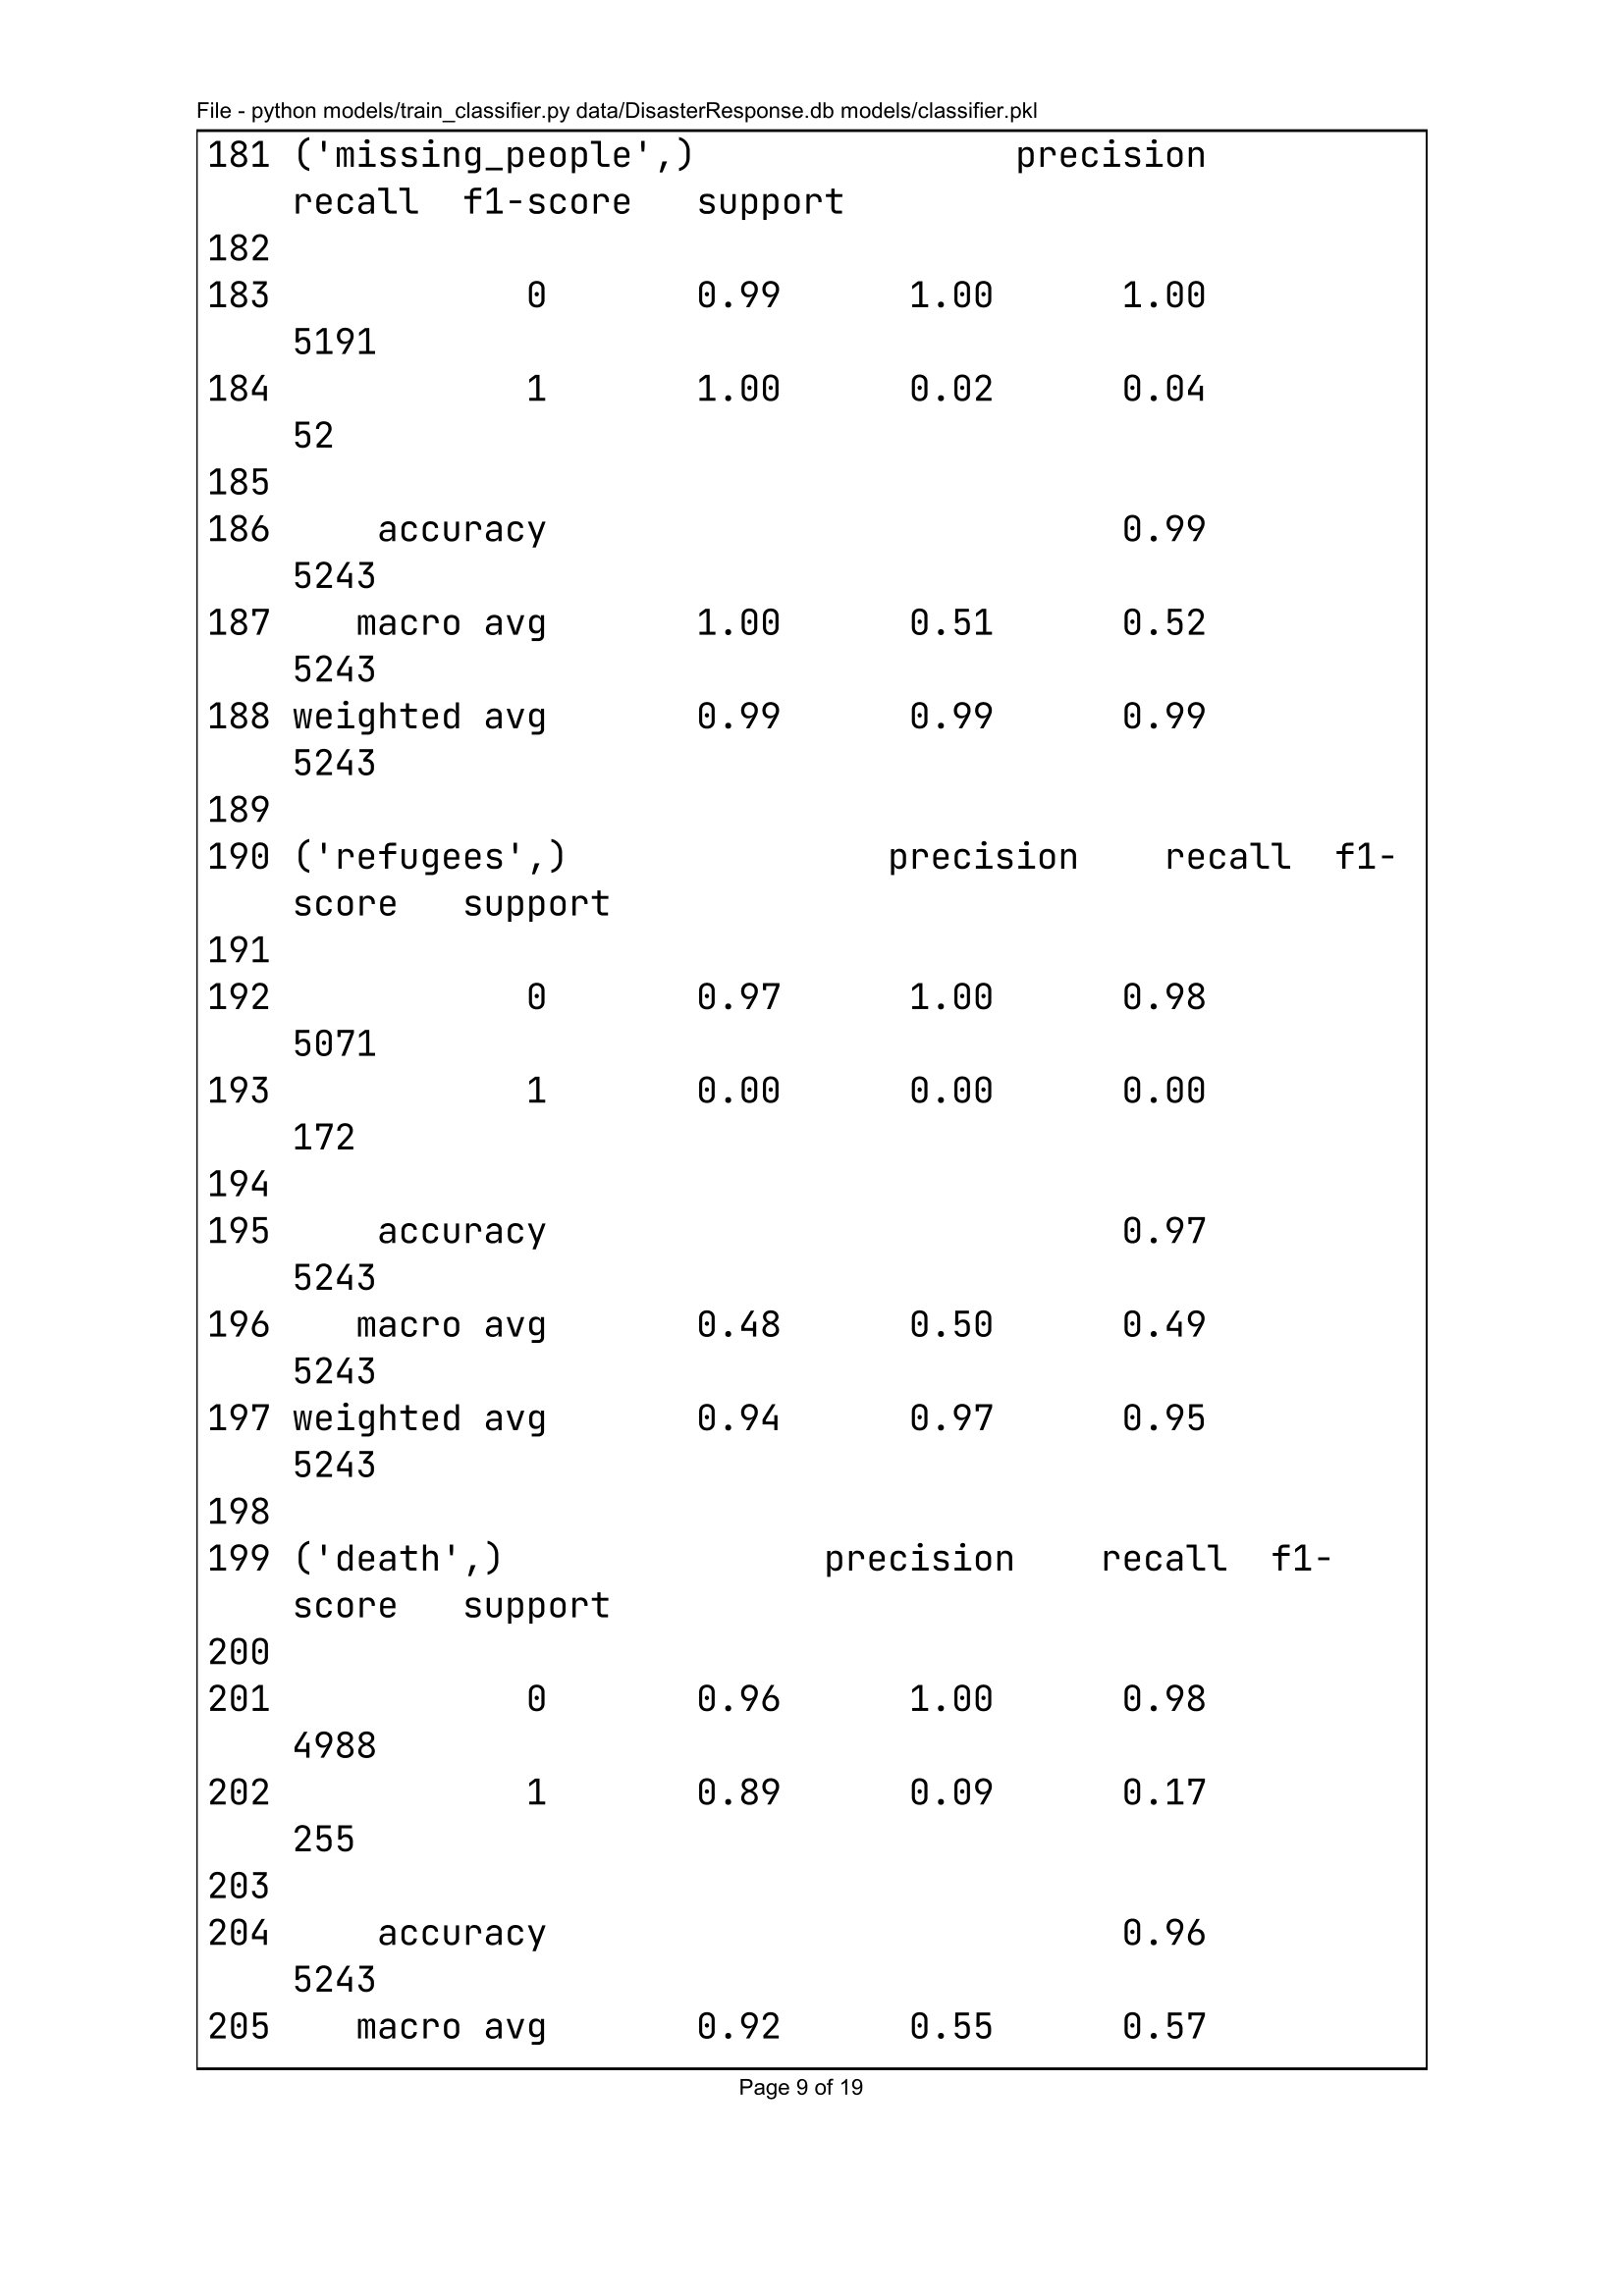 File - python models/train_classifier.py data/DisasterResponse.db models/classifier.pkl
181 ('missing_people',)               precision
    recall  f1-score   support
182
183            0       0.99      1.00      1.00
    5191
184            1       1.00      0.02      0.04
    52
185
186     accuracy                           0.99
    5243
187    macro avg       1.00      0.51      0.52
    5243
188 weighted avg       0.99      0.99      0.99
    5243
189
190 ('refugees',)               precision    recall  f1-
    score   support
191
192            0       0.97      1.00      0.98
    5071
193            1       0.00      0.00      0.00
    172
194
195     accuracy                           0.97
    5243
196    macro avg       0.48      0.50      0.49
    5243
197 weighted avg       0.94      0.97      0.95
    5243
198
199 ('death',)               precision    recall  f1-
    score   support
200
201            0       0.96      1.00      0.98
    4988
202            1       0.89      0.09      0.17
    255
203
204     accuracy                           0.96
    5243
205    macro avg       0.92      0.55      0.57
Page 9 of 19